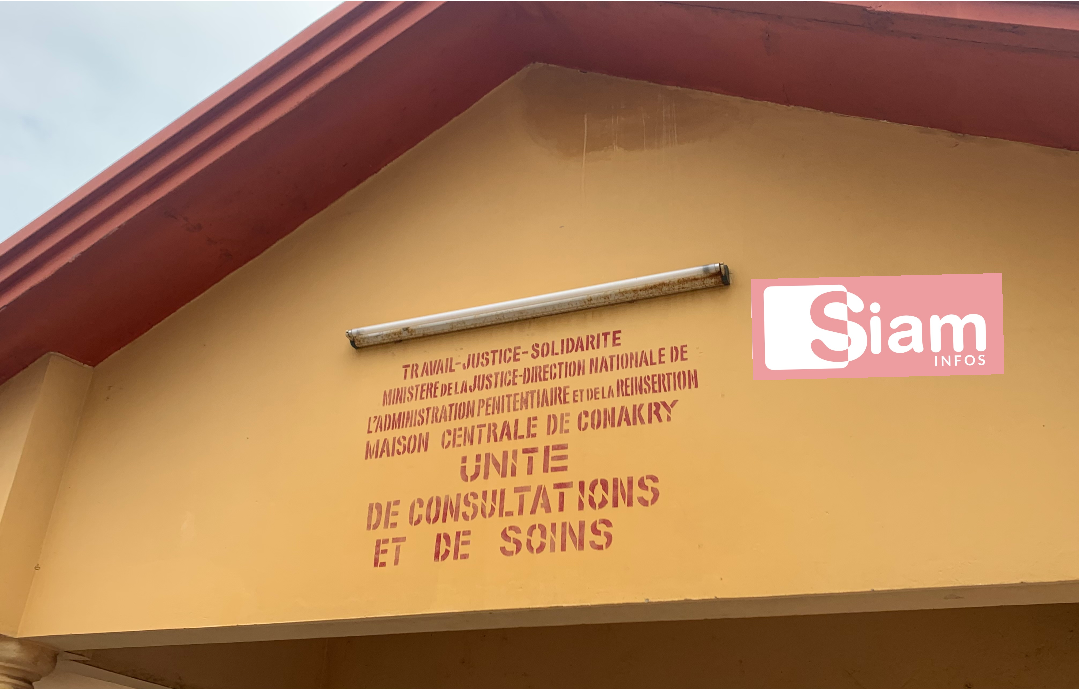 TRAVAIL-JUSTICE-SOLIDARITE
MINISTERE DE LA JUSTICE-DIRECTION NATIONALE DE
L'ADMINISTRATION PENITENTIAIRE ET DE LA REINSERTION
MAISON CENTRALE DE CONAKRY
UNITE
DE CONSULTATIONS
ET DE SOINS
Siam
INFOS